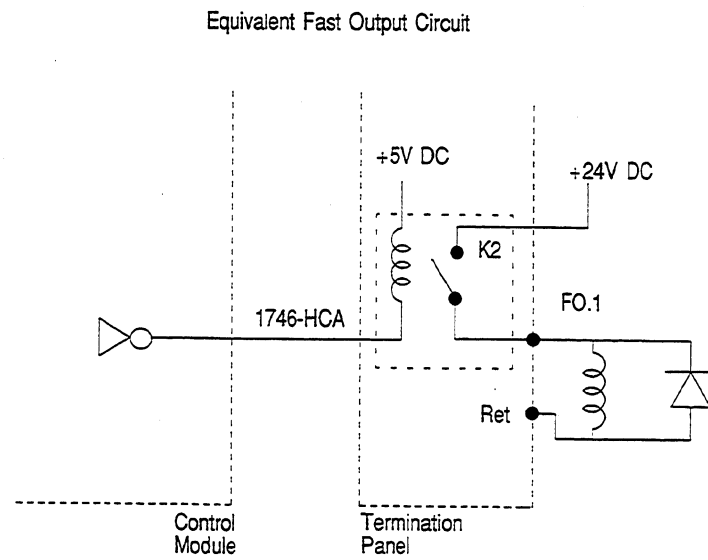 Equivalent Fast Output Circuit
+5V DC
+24V DC
K2
1746-HCA
FO.1
Ret
Control
Module
Termination
Panel